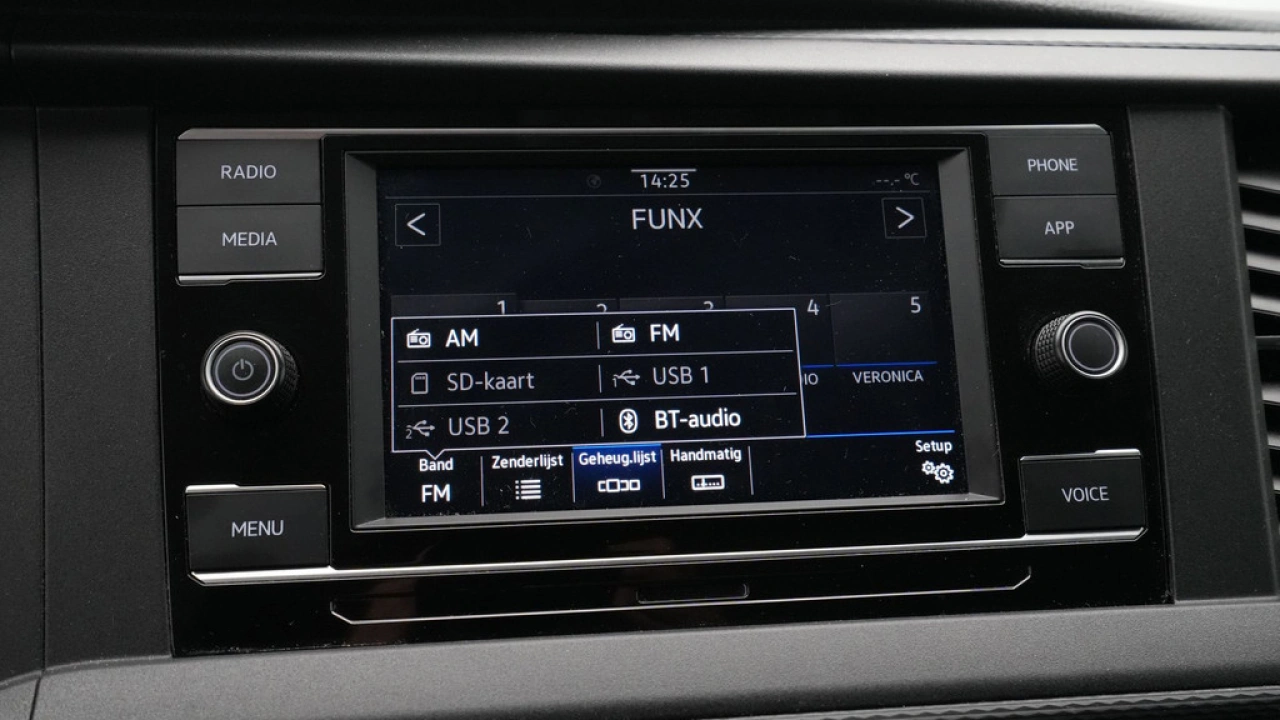 RADIO
MEDIA
MENU
PHONE
APP
VOICE
14:25
--,- °C
< FUNX >
1 4 5
AM FM
SD-kaart USB 1
USB 2 BT-audio
VERONICA
Band Zenderlijst Geheug.lijst Handmatig Setup
FM